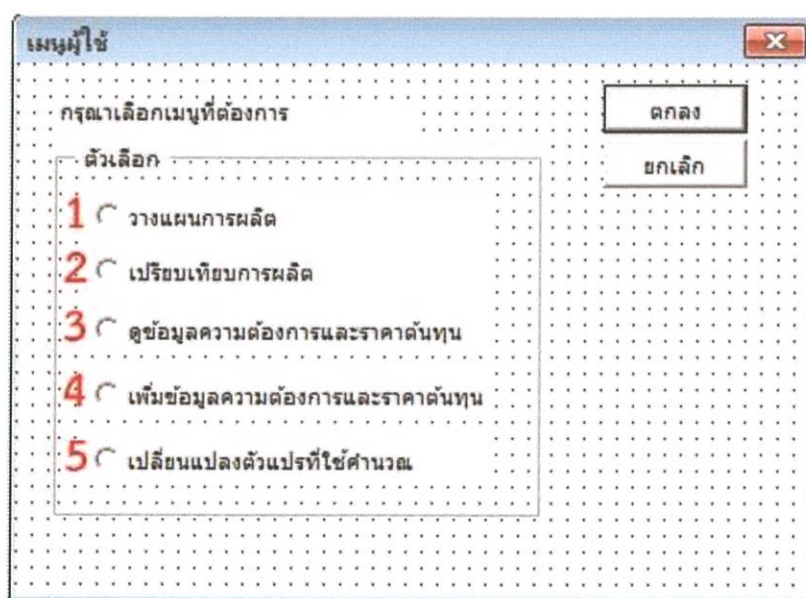 เมนูผู้ใช้
กรุณาเลือกเมนูที่ต้องการ
ตกลง
ยกเลิก
ตัวเลือก
1 วางแผนการผลิต
2 เปรียบเทียบการผลิต
3 ดูข้อมูลความต้องการและราคาต้นทุน
4 เพิ่มข้อมูลความต้องการและราคาต้นทุน
5 เปลี่ยนแปลงตัวแปรที่ใช้คำนวณ